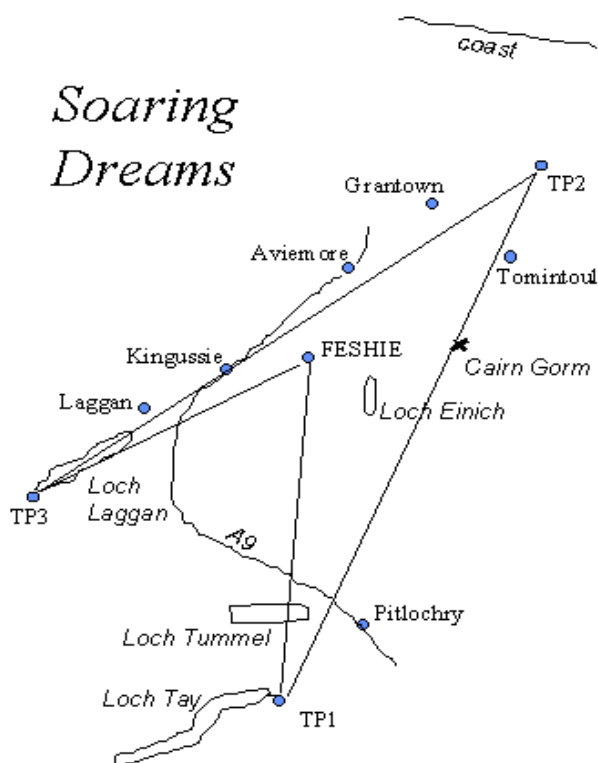 coast
Soaring
Dreams
Grantown
TP2
Aviemore
Tomintoul
Kingussie
FESHIE
Cairn Gorm
Laggan
Loch Einich
Loch
Laggan
TP3
A9
Pitlochry
Loch Tummel
Loch Tay
TP1